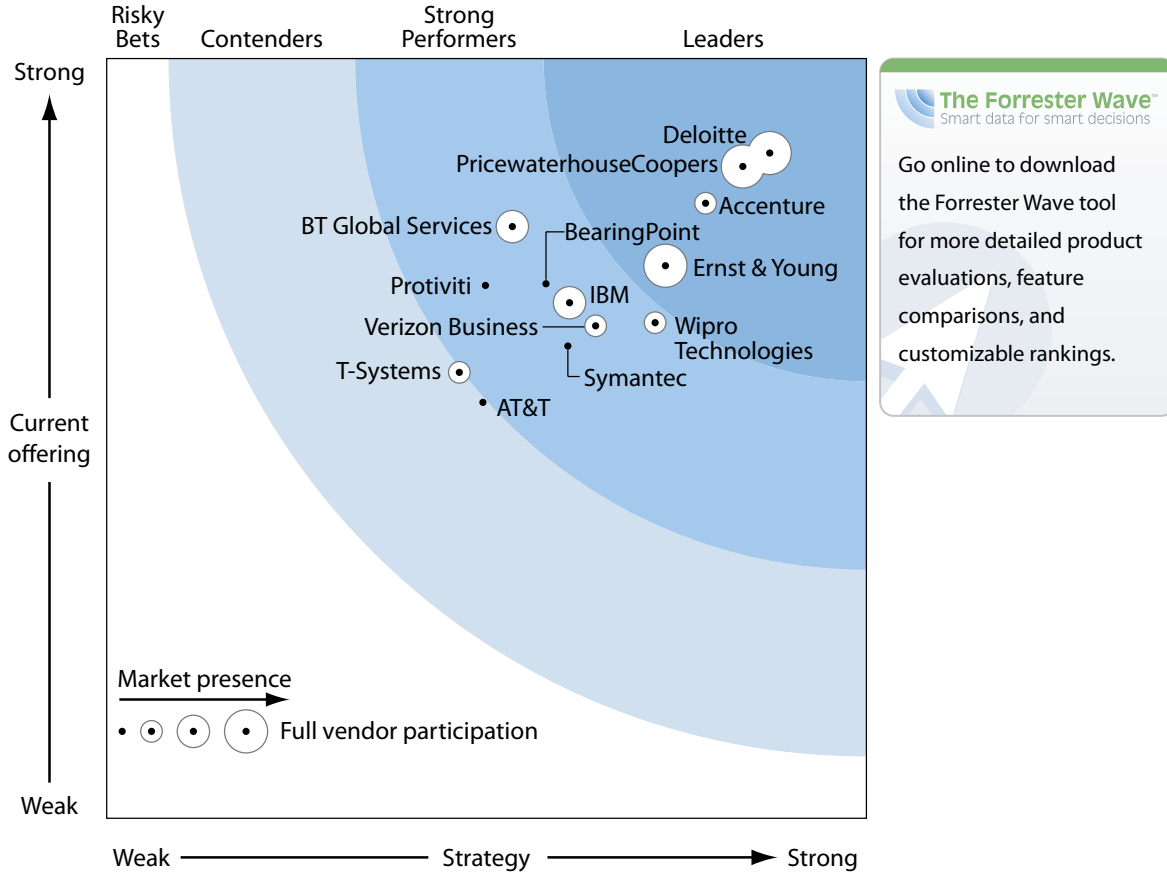 Risky
Bets
Contenders
Strong
Performers
Leaders
Strong
Current
offering
Weak
Deloitte
PricewaterhouseCoopers
Accenture
BT Global Services
BearingPoint
Ernst & Young
Protiviti
IBM
Verizon Business
Wipro
Technologies
T-Systems
Symantec
AT&T
Market presence
Full vendor participation
Weak
Strategy
Strong
The Forrester Wave™
Smart data for smart decisions
Go online to download
the Forrester Wave tool
for more detailed product
evaluations, feature
comparisons, and
customizable rankings.